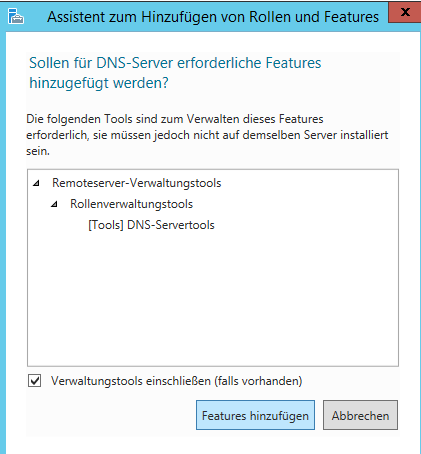 Assistent zum Hinzufügen von Rollen und Features
x
Sollen für DNS-Server erforderliche Features
hinzugefügt werden?
Die folgenden Tools sind zum Verwalten dieses Features
erforderlich, sie müssen jedoch nicht auf demselben Server installiert
sein.
Remoteserver-Verwaltungstools
Rollenverwaltungstools
[Tools] DNS-Servertools
Verwaltungstools einschließen (falls vorhanden)
Features hinzufügen
Abbrechen